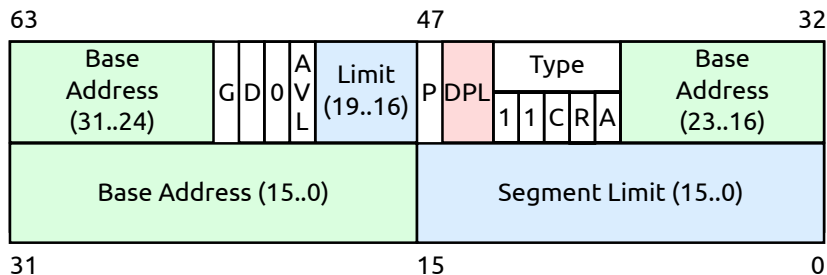 63 47 32
Base Address (31..24) G D 0 AVL Limit (19..16) P DPL Type Base Address (23..16)
1 1 C R A
Base Address (15..0) Segment Limit (15..0)
31 15 0